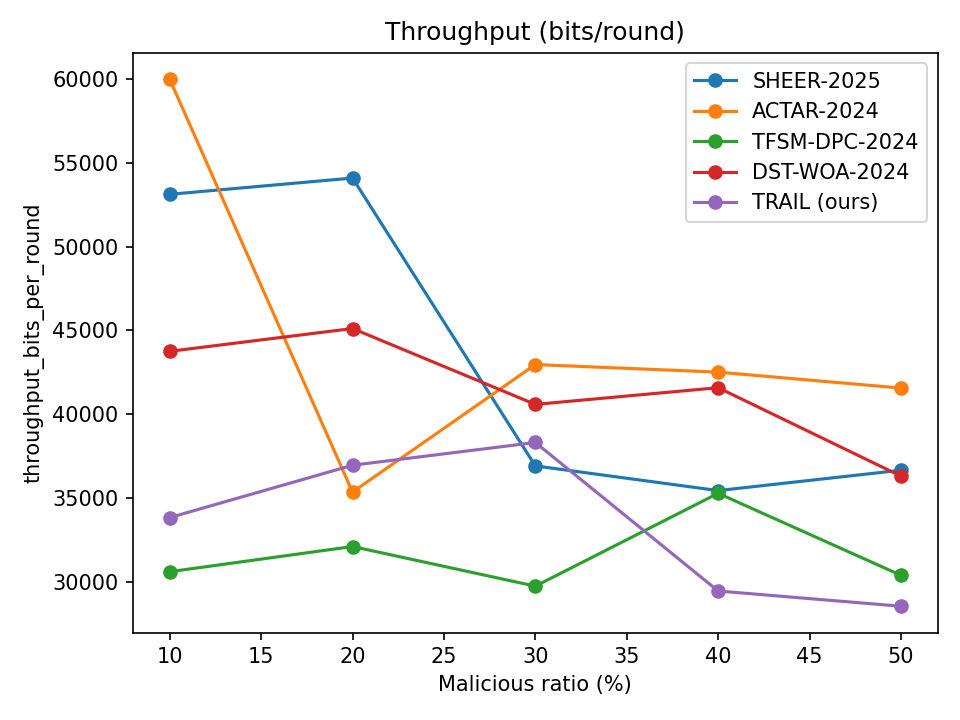 Throughput (bits/round)
throughput_bits_per_round
60000
55000
50000
45000
40000
35000
30000
SHEER-2025
ACTAR-2024
TFSM-DPC-2024
DST-WOA-2024
TRAIL (ours)
10 15 20 25 30 35 40 45 50
Malicious ratio (%)